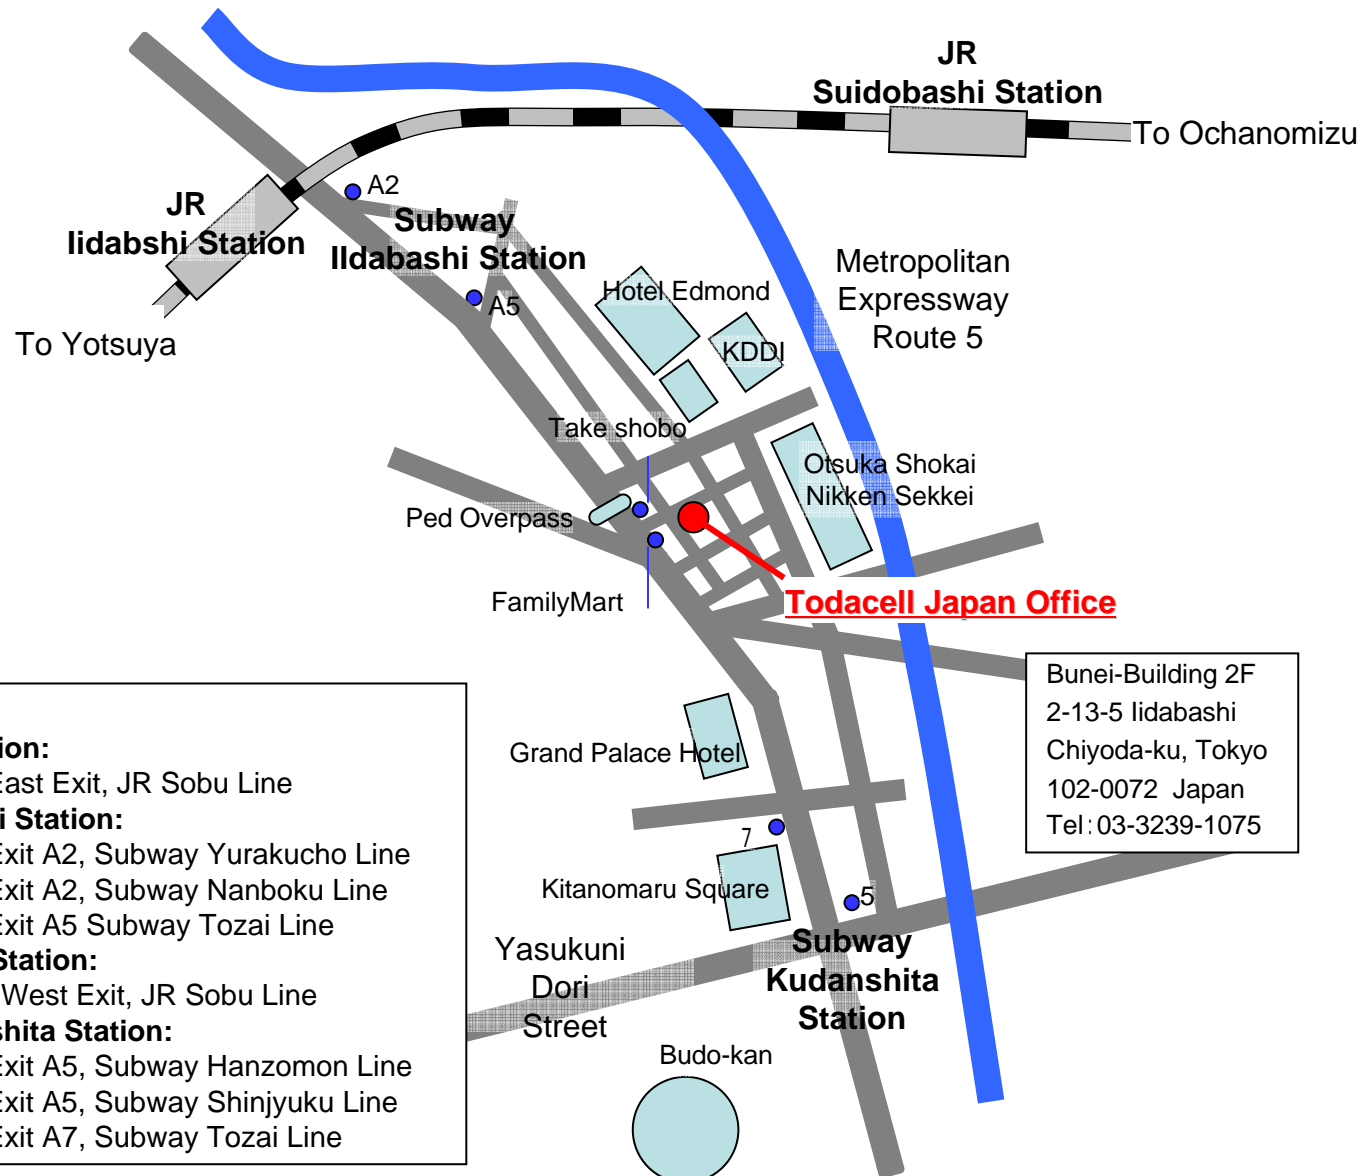 JR
Suidobashi Station
To Ochanomizu
A2
JR
Iidabshi Station
Subway
IIdabashi Station
A5
To Yotsuya
Metropolitan
Expressway
Route 5
Hotel Edmond
KDDI
Take shobo
Otsuka Shokai
Nikken Sekkei
Ped Overpass
FamilyMart
Todacell Japan Office
Bunei-Building 2F
2-13-5 Iidabashi
Chiyoda-ku, Tokyo
102-0072 Japan
Tel:03-3239-1075
Grand Palace Hotel
7
Kitanomaru Square
5
Subway
Kudanshita
Station
Yasukuni
Dori
Street
Budo-kan
ion:
East Exit, JR Sobu Line
i Station:
Exit A2, Subway Yurakucho Line
Exit A2, Subway Nanboku Line
Exit A5 Subway Tozai Line
Station:
West Exit, JR Sobu Line
shita Station:
Exit A5, Subway Hanzomon Line
Exit A5, Subway Shinjyuku Line
Exit A7, Subway Tozai Line